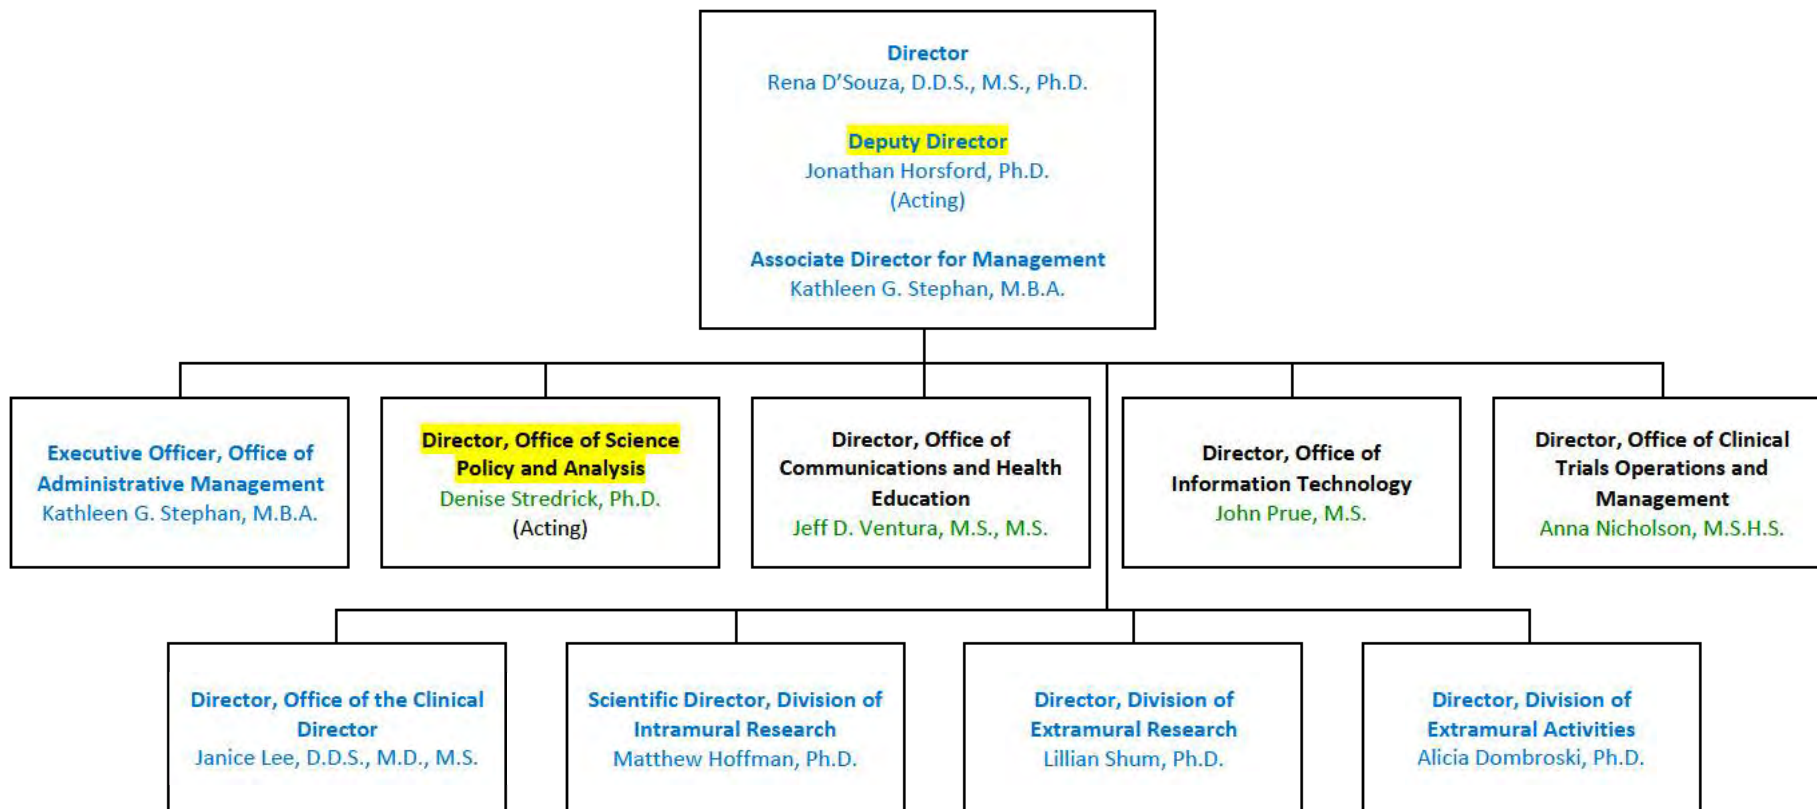 Director
Rena D’Souza, D.D.S., M.S., Ph.D.
Deputy Director
Jonathan Horsford, Ph.D.
(Acting)
Associate Director for Management
Kathleen G. Stephan, M.B.A.
Executive Officer, Office of
Administrative Management
Kathleen G. Stephan, M.B.A.
Director, Office of Science
Policy and Analysis
Denise Stredrick, Ph.D.
(Acting)
Director, Office of
Communications and Health
Education
Jeff D. Ventura, M.S., M.S.
Director, Office of
Information Technology
John Prue, M.S.
Director, Office of Clinical
Trials Operations and
Management
Anna Nicholson, M.S.H.S.
Director, Office of the Clinical
Director
Janice Lee, D.D.S., M.D., M.S.
Scientific Director, Division of
Intramural Research
Matthew Hoffman, Ph.D.
Director, Division of
Extramural Research
Lillian Shum, Ph.D.
Director, Division of
Extramural Activities
Alicia Dombroski, Ph.D.